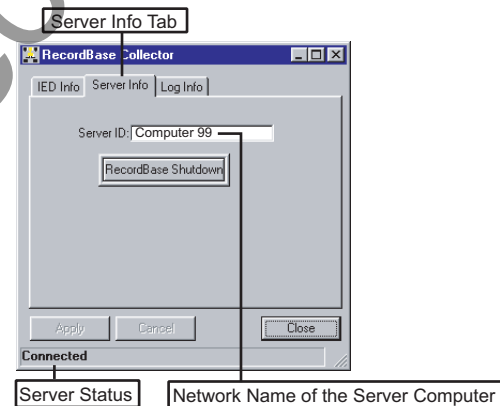 Server Info Tab
RecordBase Collector
IED Info Server Info Log Info
Server ID: Computer 99
RecordBase Shutdown
Apply Cancel Close
Connected
Server Status Network Name of the Server Computer